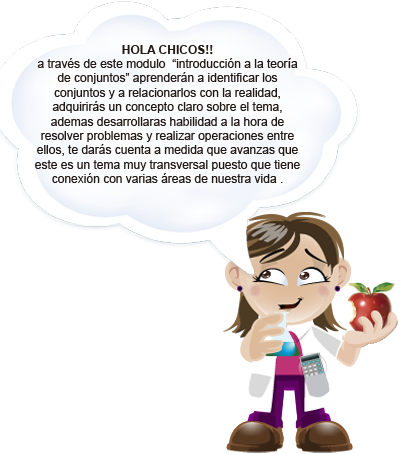 HOLA CHICOS!!
a través de este modulo “introducción a la teoría
de conjuntos” aprenderán a identificar los
conjuntos y a relacionarlos con la realidad,
adquirirás un concepto claro sobre el tema,
ademas desarrollaras habilidad a la hora de
resolver problemas y realizar operaciones entre
ellos, te darás cuenta a medida que avanzas que
este es un tema muy transversal puesto que tiene
conexión con varias áreas de nuestra vida .